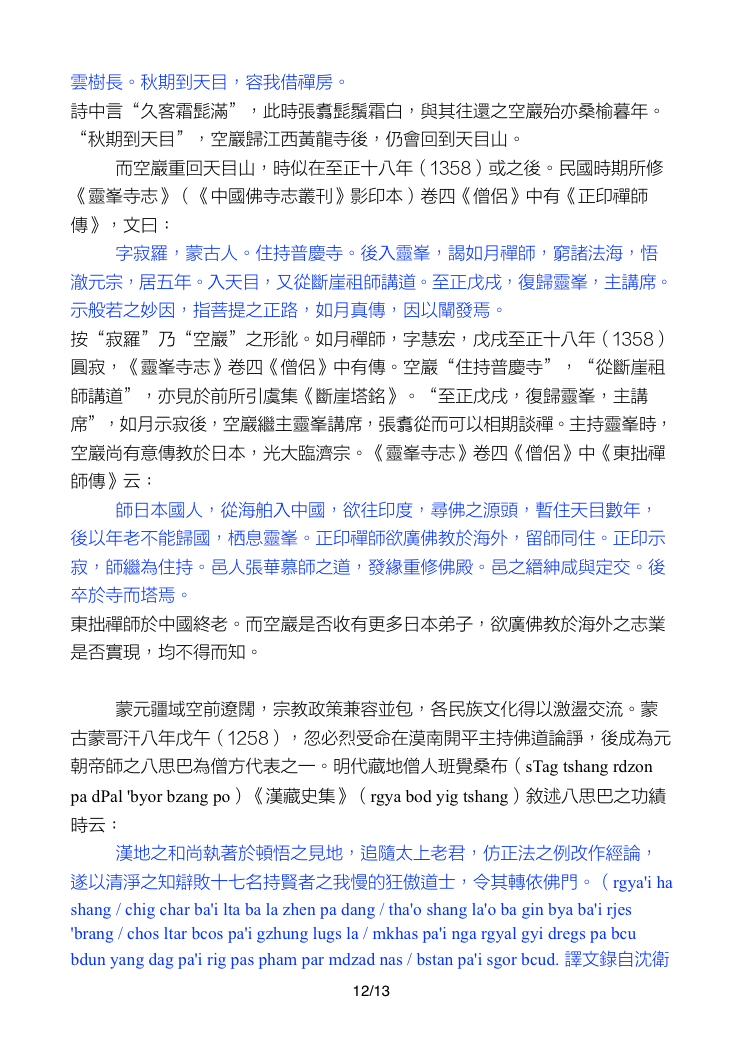 雲樹長。秋期到天目，容我借禪房。
詩中言“久客霜髭滿”，此時張翥髭鬚霜白，與其往還之空巖殆亦桑榆暮年。
“秋期到天目”，空巖歸江西黃龍寺後，仍會回到天目山。
而空巖重回天目山，時似在至正十八年（1358）或之後。民國時期所修
《靈峯寺志》（《中國佛寺志叢刊》影印本）卷四《僧侶》中有《正印禪師
傳》，文曰：
字寂羅，蒙古人。住持普慶寺。後入靈峯，謁如月禪師，窮諸法海，悟
澈元宗，居五年。入天目，又從斷崖祖師講道。至正戊戌，復歸靈峯，主講席。
示般若之妙因，指菩提之正路，如月真傳，因以闡發焉。
按“寂羅”乃“空巖”之形訛。如月禪師，字慧宏，戊戌至正十八年（1358）
圓寂，《靈峯寺志》卷四《僧侶》中有傳。空巖“住持普慶寺”，“從斷崖祖
師講道”，亦見於前所引虞集《斷崖塔銘》。“至正戊戌，復歸靈峯，主講
席”，如月示寂後，空巖繼主靈峯講席，張翥從而可以相期談禪。主持靈峯時，
空巖尚有意傳教於日本，光大臨濟宗。《靈峯寺志》卷四《僧侶》中《東拙禪
師傳》云：
師日本國人，從海舶入中國，欲往印度，尋佛之源頭，暫住天目數年，
後以年老不能歸國，栖息靈峯。正印禪師欲廣佛教於海外，留師同住。正印示
寂，師繼為住持。邑人張華慕師之道，發緣重修佛殿。邑之縉紳咸與定交。後
卒於寺而塔焉。
東拙禪師於中國終老。而空巖是否收有更多日本弟子，欲廣佛教於海外之志業
是否實現，均不得而知。
蒙元疆域空前遼闊，宗教政策兼容並包，各民族文化得以激盪交流。蒙
古蒙哥汗八年戊午（1258），忽必烈受命在漠南開平主持佛道論諍，後成為元
朝帝師之八思巴為僧方代表之一。明代藏地僧人班覺桑布（sTag tshang rdzon
pa dPal 'byor bzang po）《漢藏史集》（rgya bod yig tshang）敘述八思巴之功績
時云：
漢地之和尚執著於頓悟之見地，追隨太上老君，仿正法之例改作經論，
遂以清淨之知辯敗十七名持賢者之我慢的狂傲道士，令其轉依佛門。（rgya'i ha
shang / chig char ba'i lta ba la zhen pa dang / tha'o shang la'o ba gin bya ba'i rjes
'brang / chos ltar bcos pa'i gzhung lugs la / mkhas pa'i nga rgyal gyi dregs pa bcu
bdun yang dag pa'i rig pas pham par mdzad nas / bstan pa'i sgor bcud. 譯文錄自沈衛
12/13